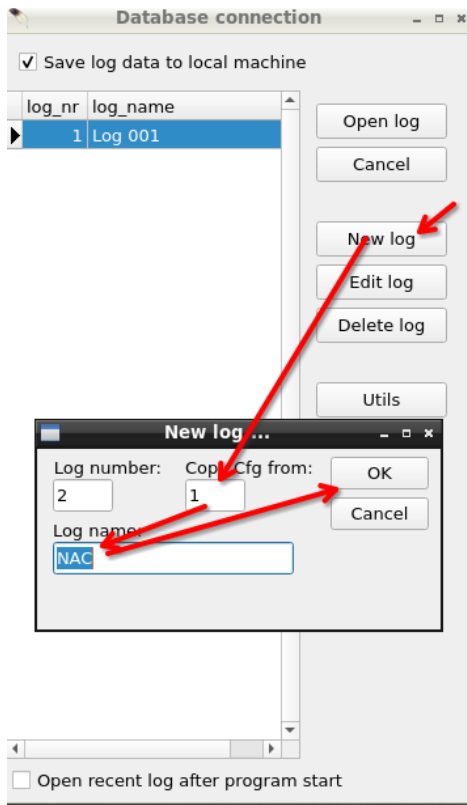 Database connection
Save log data to local machine
log_nr log_name
1 Log 001
Open log
Cancel
New log
Edit log
Delete log
Utils
New log ...
Log number: Copy Cfg from:
2 1
OK
Cancel
Log name:
NAC
Open recent log after program start